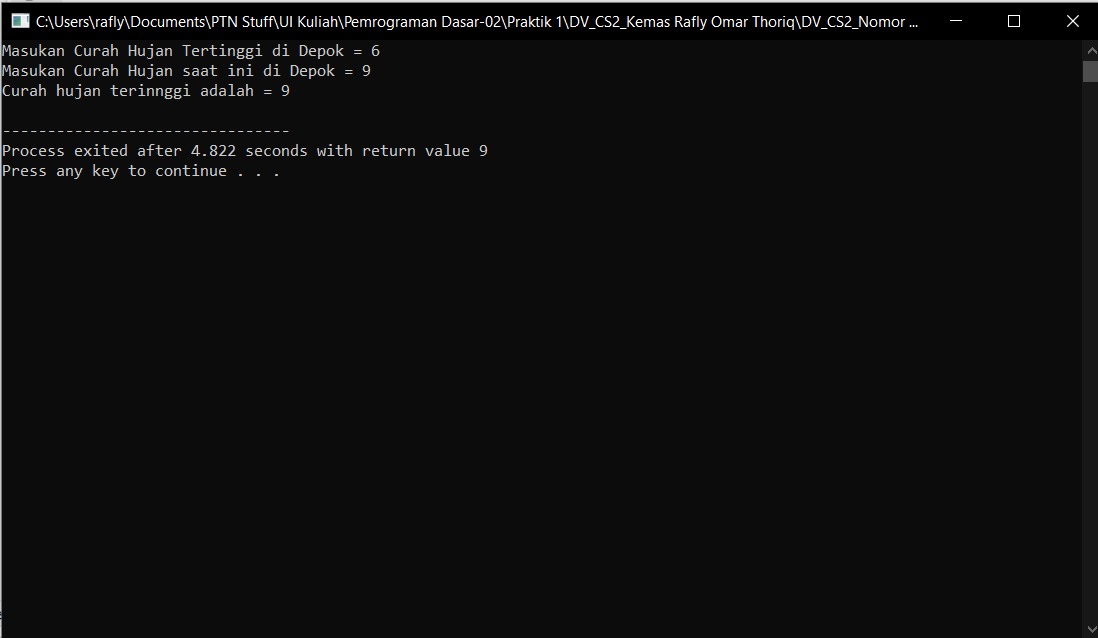 C:\Users\rafly\Documents\PTN Stuff\UI Kuliah\Pemrograman Dasar-02\Praktik 1\DV_CS2_Kemas Rafly Omar Thoriq\DV_CS2_Nomor ...
Masukan Curah Hujan Tertinggi di Depok = 6
Masukan Curah Hujan saat ini di Depok = 9
Curah hujan terinnggi adalah = 9
--------------------------------
Process exited after 4.822 seconds with return value 9
Press any key to continue . . .